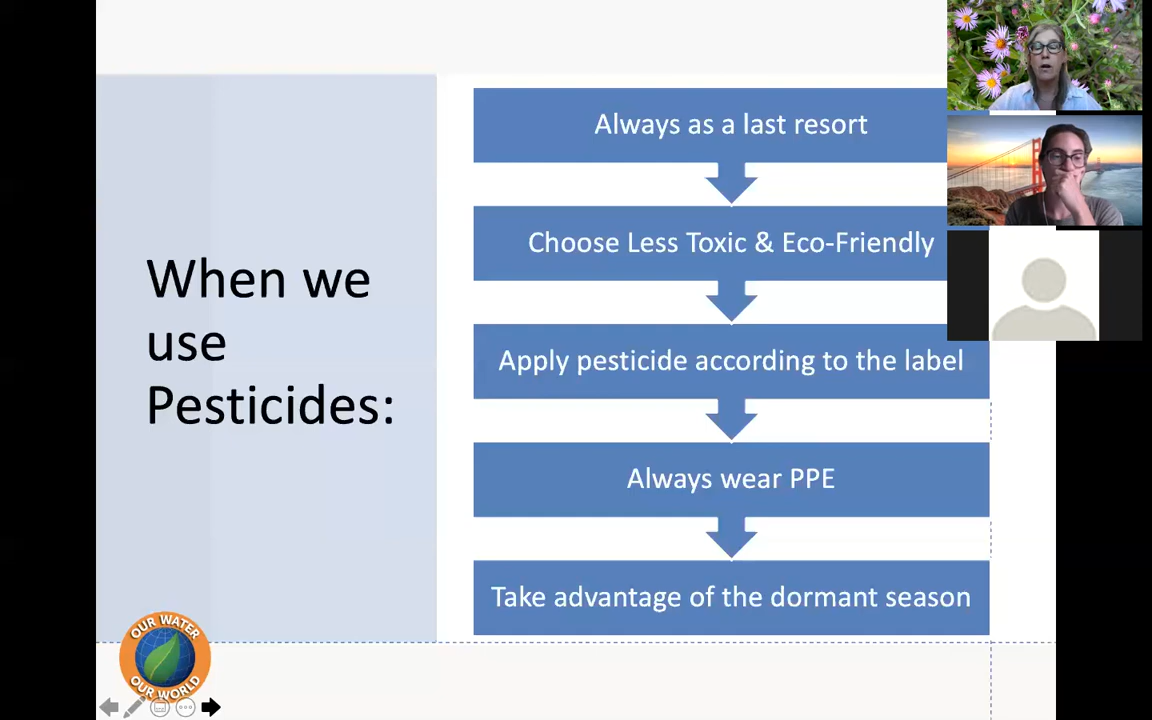 When we
use
Pesticides:
Always as a last resort
Choose Less Toxic & Eco-Friendly
Apply pesticide according to the label
Always wear PPE
Take advantage of the dormant season
OUR WATER
OUR WORLD